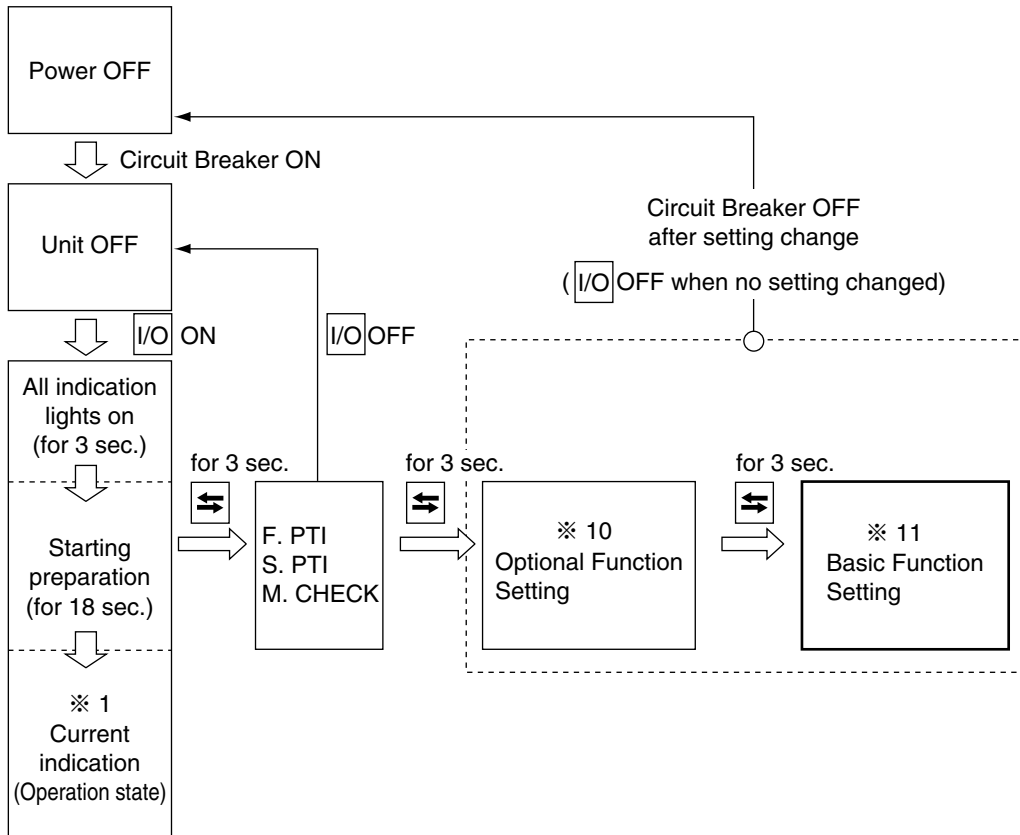 Power OFF
Circuit Breaker ON
Unit OFF
I/O ON
I/O OFF
Circuit Breaker OFF
after setting change
( I/O OFF when no setting changed)
All indication
lights on
(for 3 sec.)
Starting
preparation
(for 18 sec.)
※ 1
Current
indication
(Operation state)
for 3 sec.
F. PTI
S. PTI
M. CHECK
for 3 sec.
※ 10
Optional Function
Setting
for 3 sec.
※ 11
Basic Function
Setting